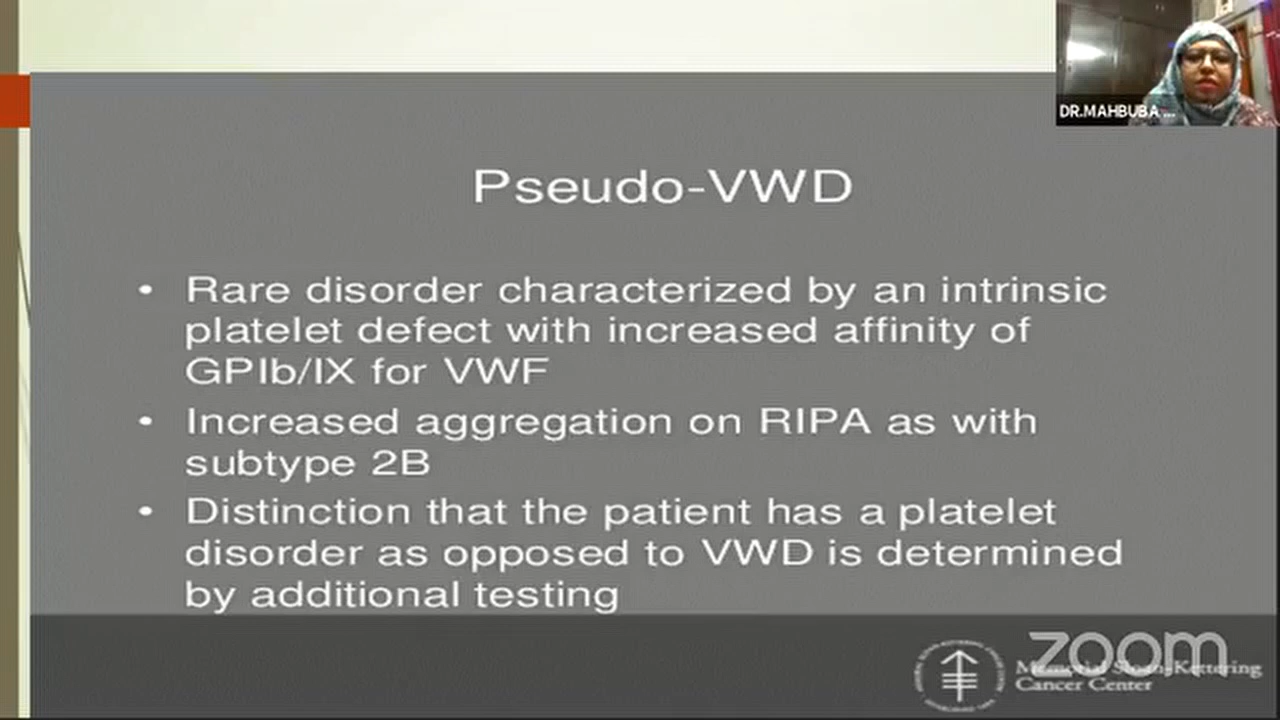 DR.MAHBUBA ...
Pseudo-VWD
• Rare disorder characterized by an intrinsic
platelet defect with increased affinity of
GPIb/IX for VWF
• Increased aggregation on RIPA as with
subtype 2B
• Distinction that the patient has a platelet
disorder as opposed to VWD is determined
by additional testing
zoom
Memorial Sloan-Kettering
Cancer Center